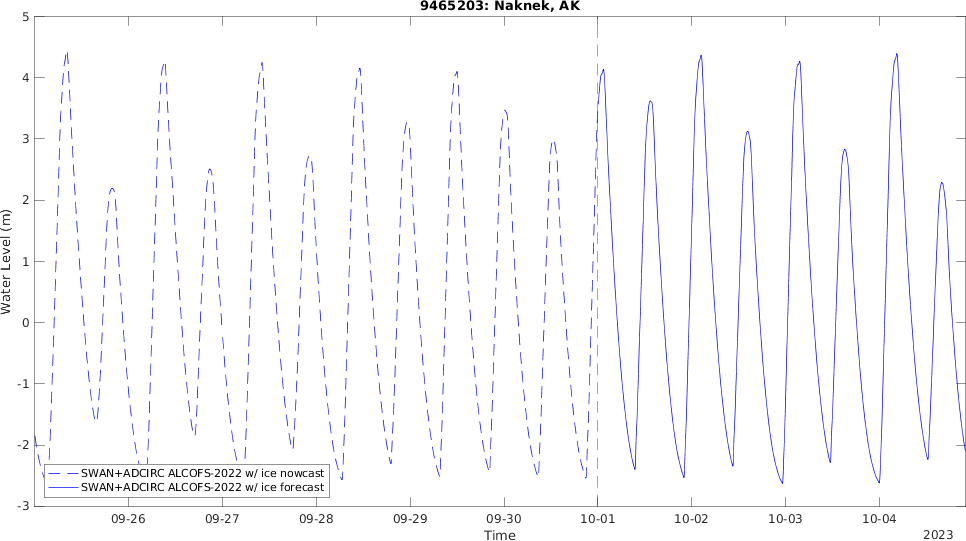 9465203: Naknek, AK
5
4
3
2
1
0
-1
-2
-3
Water Level (m)
SWAN+ADCIRC ALCOFS-2022 w/ ice nowcast
SWAN+ADCIRC ALCOFS-2022 w/ ice forecast
09-26 09-27 09-28 09-29 09-30 10-01 10-02 10-03 10-04
Time
2023